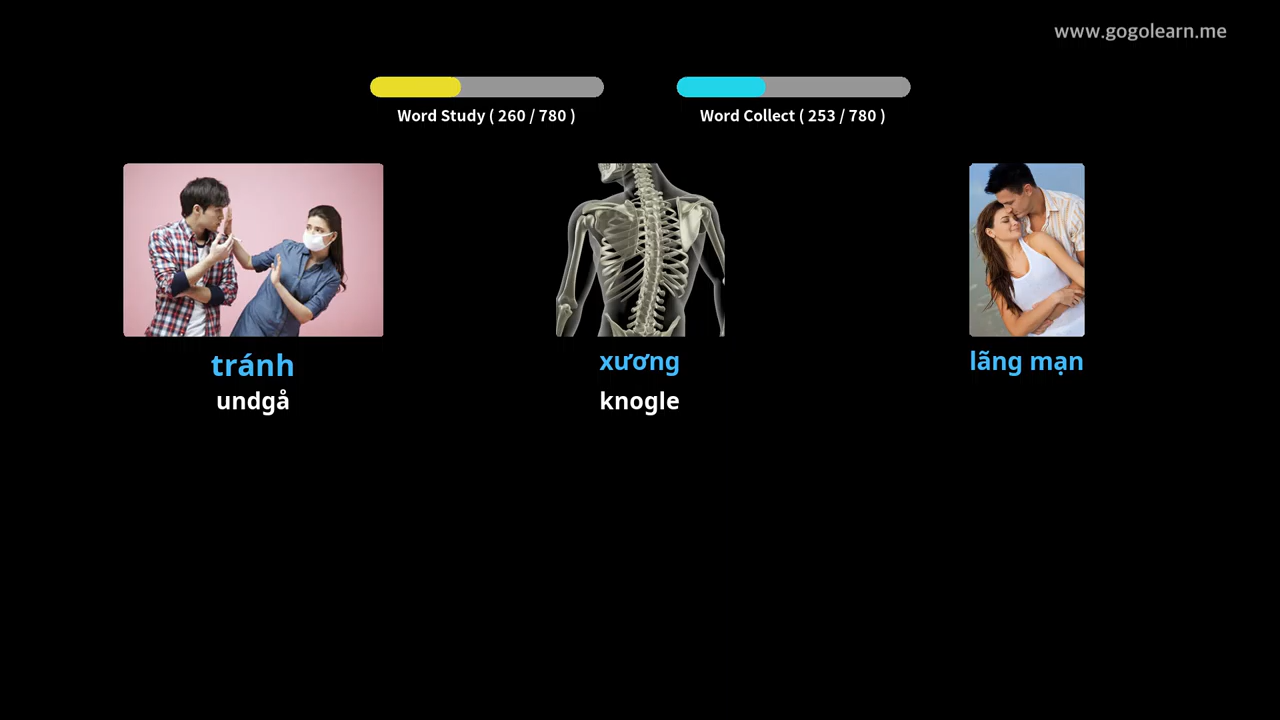 www.gogolearn.me
Word Study ( 260 / 780 )
Word Collect ( 253 / 780 )
tránh
undgå
xương
knogle
lãng mạn